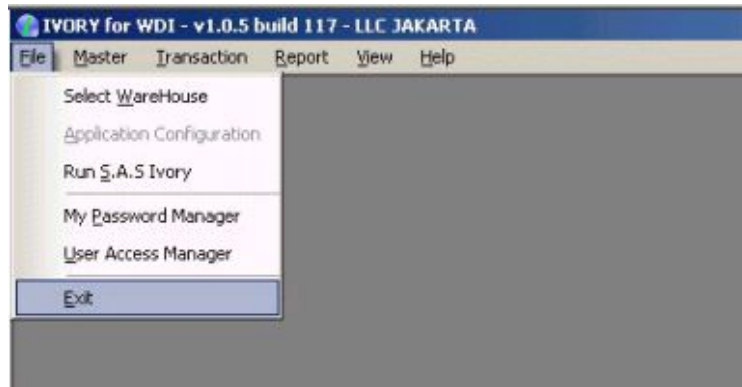 IVORY for WDI - v1.0.5 build 117 - LLC JAKARTA
File Master Transaction Report View Help
Select WareHouse
Application Configuration
Run S.A.S Ivory
My Password Manager
User Access Manager
Exit